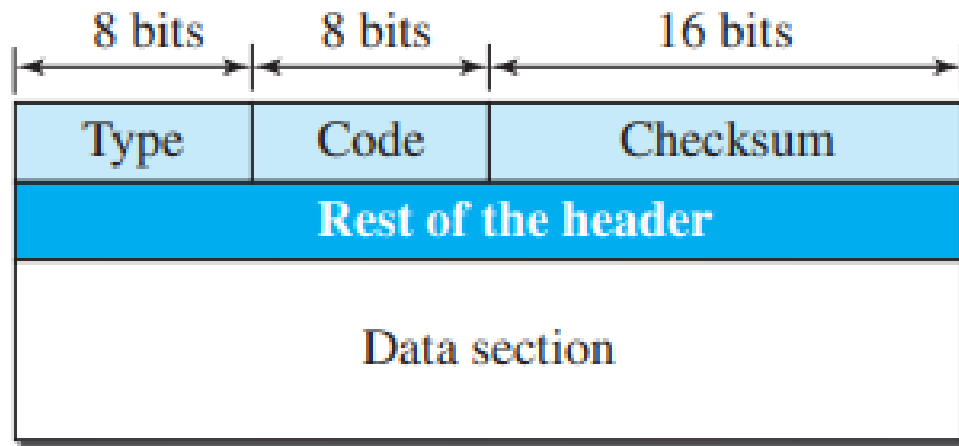 8 bits 8 bits 16 bits
Type Code Checksum
Rest of the header
Data section